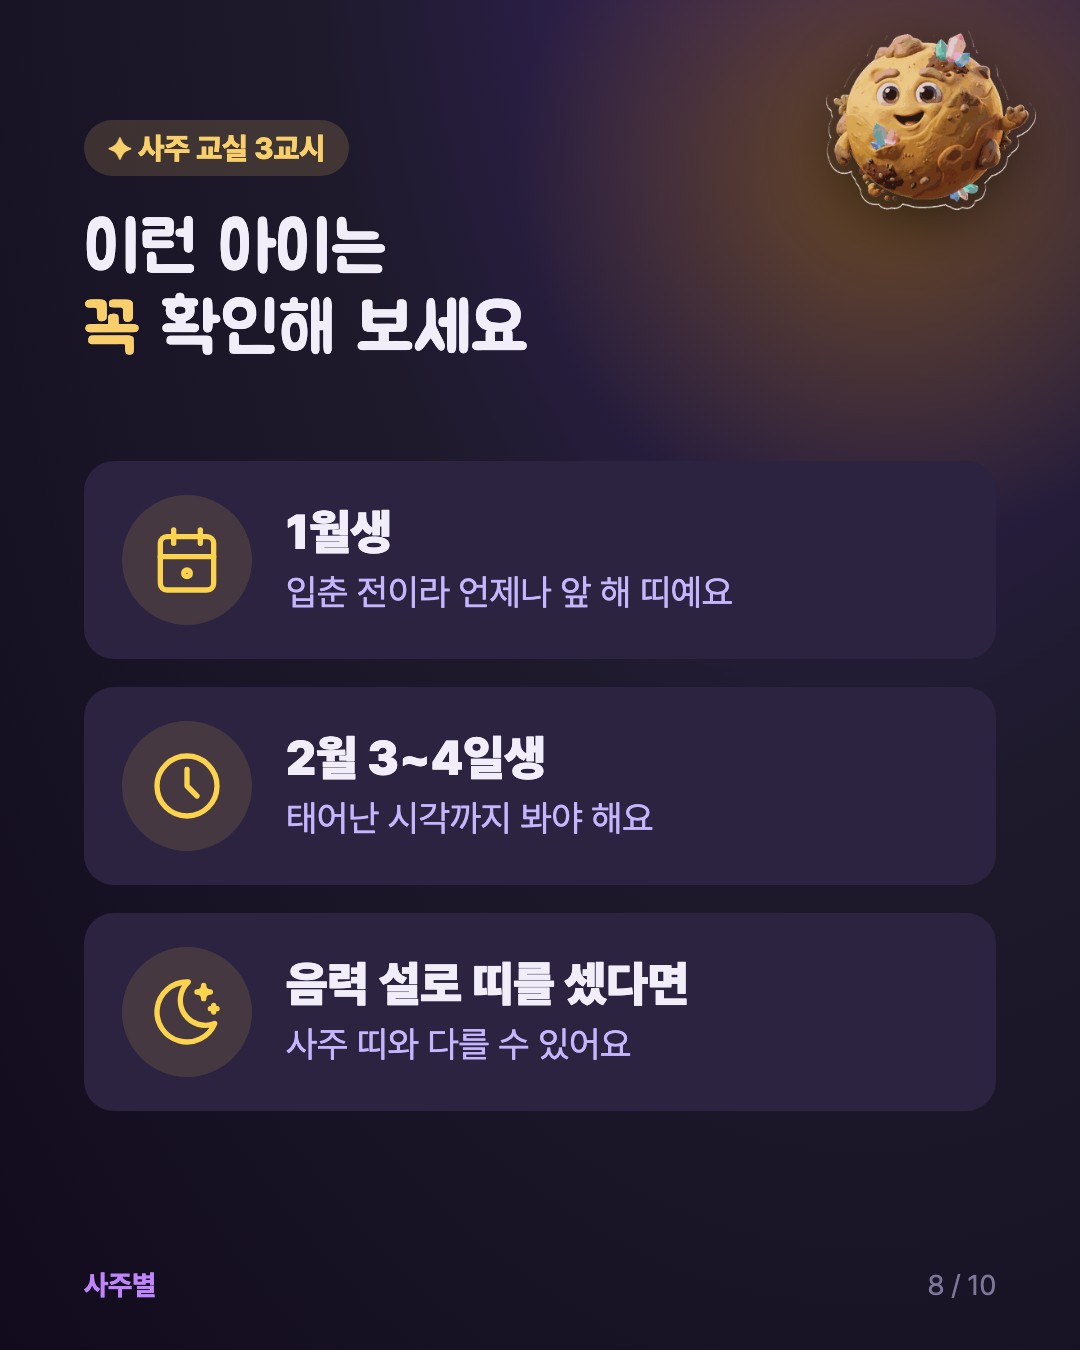 ✦ 사주 교실 3교시
이런 아이는
꼭 확인해 보세요
1월생
입춘 전이라 언제나 앞 해 띠예요
2월 3~4일생
태어난 시각까지 봐야 해요
음력 설로 띠를 셌다면
사주 띠와 다를 수 있어요
사주별
8 / 10